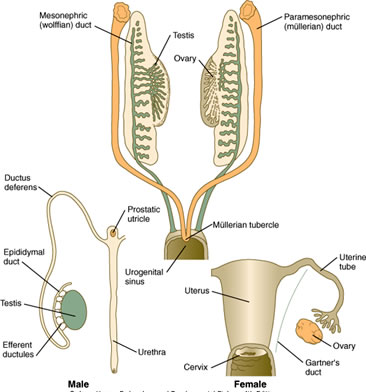 Mesonephric
(wolffian) duct
Paramesonephric
(müllerian) duct
Testis
Ovary
Ductus
deferens
Prostatic
utricle
Müllerian tubercle
Urogenital
sinus
Epididymal
duct
Testis
Efferent
ductules
Urethra
Uterine
tube
Uterus
Ovary
Cervix
Gartner's
duct
Male
Female